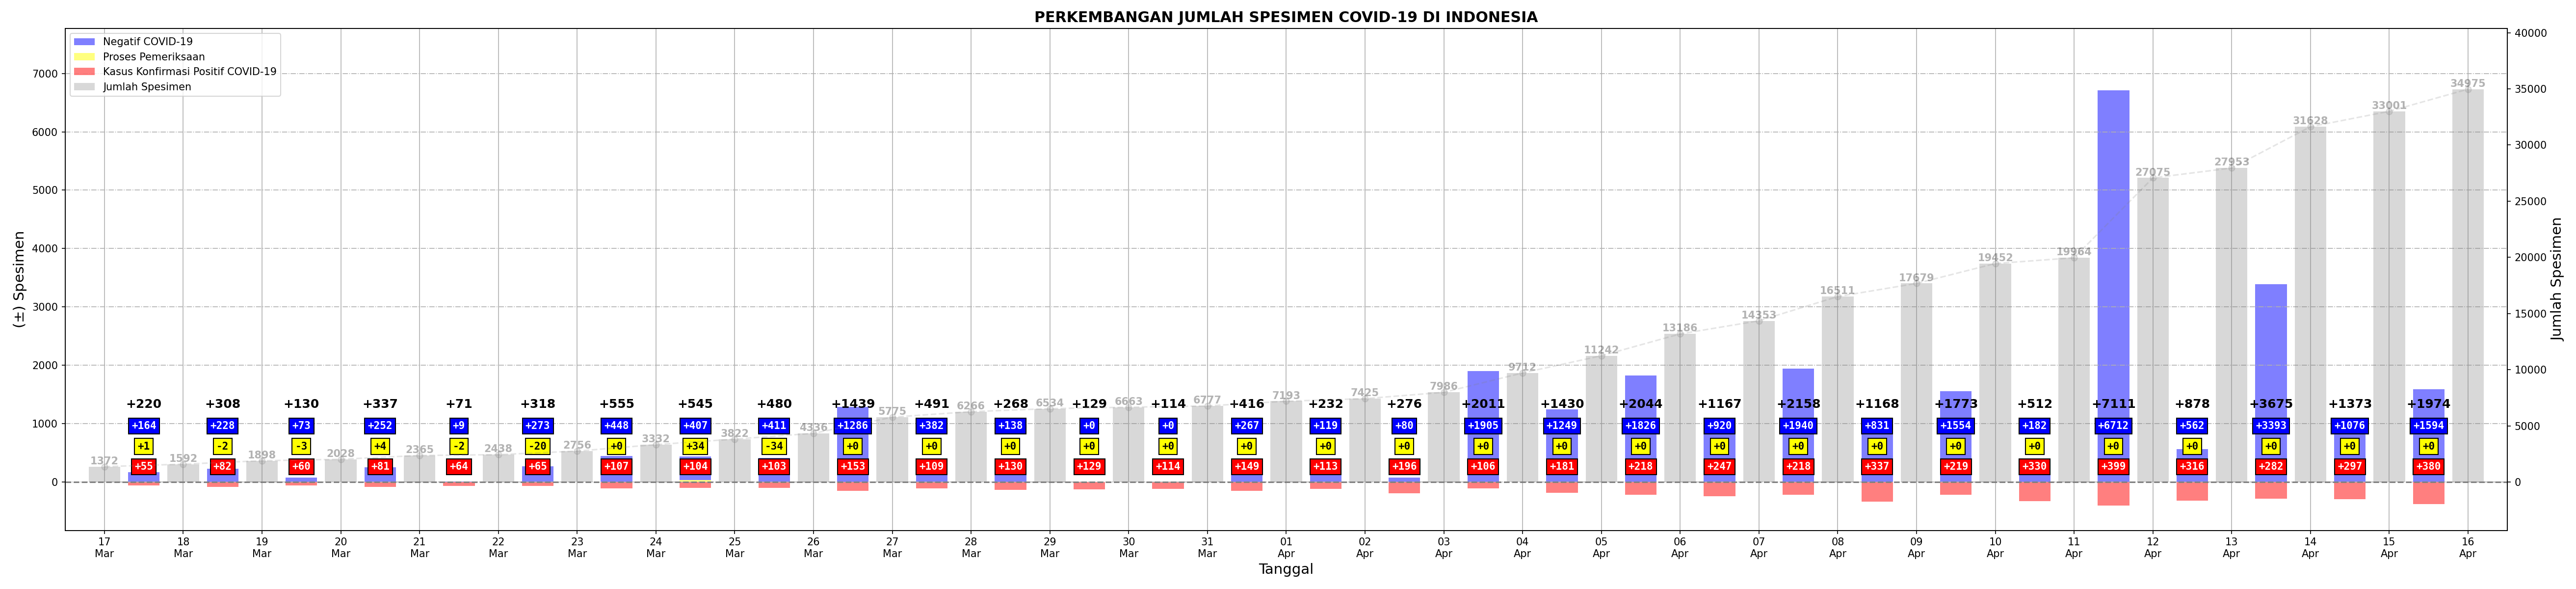 PERKEMBANGAN JUMLAH SPESIMEN COVID-19 DI INDONESIA
Negatif COVID-19
Proses Pemeriksaan
Kasus Konfirmasi Positif COVID-19
Jumlah Spesimen
(±) Spesimen
7000
6000
5000
4000
3000
2000
1000
0
40000
35000
30000
25000
20000
15000
10000
5000
0
Jumlah Spesimen
1372 1592 1898 2028 2365 2438 2756 3332 3822 4336 5775 6266 6534 6663 6777 7193 7425 7986 9712 11242 13186 14353 16511 17679 19452 19964 27075 27953 31628 33001 34975
+220 +308 +130 +337 +71 +318 +555 +545 +480 +1439 +491 +268 +129 +114 +416 +232 +276 +2011 +1430 +2044 +1167 +2158 +1168 +1773 +512 +7111 +878 +3675 +1373 +1974
+164 +228 +73 +252 +9 +273 +448 +407 +411 +1286 +382 +138 +0 +0 +267 +119 +80 +1905 +1249 +1826 +920 +1940 +831 +1554 +182 +6712 +562 +3393 +1076 +1594
+1 -2 -3 +4 -2 -20 +0 +34 -34 +0 +0 +0 +0 +0 +0 +0 +0 +0 +0 +0 +0 +0 +0 +0 +0 +0 +0 +0 +0 +0
+55 +82 +60 +81 +64 +65 +107 +104 +103 +153 +109 +130 +129 +114 +149 +113 +196 +106 +181 +218 +247 +218 +337 +219 +330 +399 +316 +282 +297 +380
17 18 19 20 21 22 23 24 25 26 27 28 29 30 31 01 02 03 04 05 06 07 08 09 10 11 12 13 14 15 16
Mar Mar Mar Mar Mar Mar Mar Mar Mar Mar Mar Mar Mar Mar Mar Apr Apr Apr Apr Apr Apr Apr Apr Apr Apr Apr Apr Apr Apr Apr Apr
Tanggal